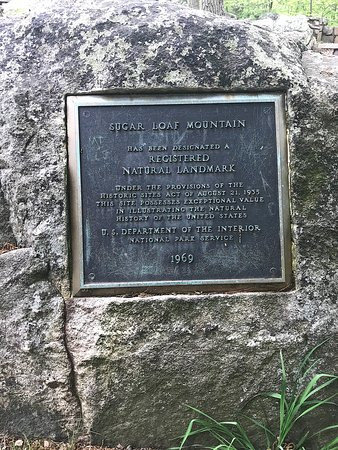 SUGAR LOAF MOUNTAIN
HAS BEEN DESIGNATED A
REGISTERED
NATURAL LANDMARK
UNDER THE PROVISIONS OF THE
HISTORIC SITES ACT OF AUGUST 21, 1935
THIS SITE POSSESSES EXCEPTIONAL VALUE
IN ILLUSTRATING THE NATURAL
HISTORY OF THE UNITED STATES
U. S. DEPARTMENT OF THE INTERIOR
NATIONAL PARK SERVICE
1969